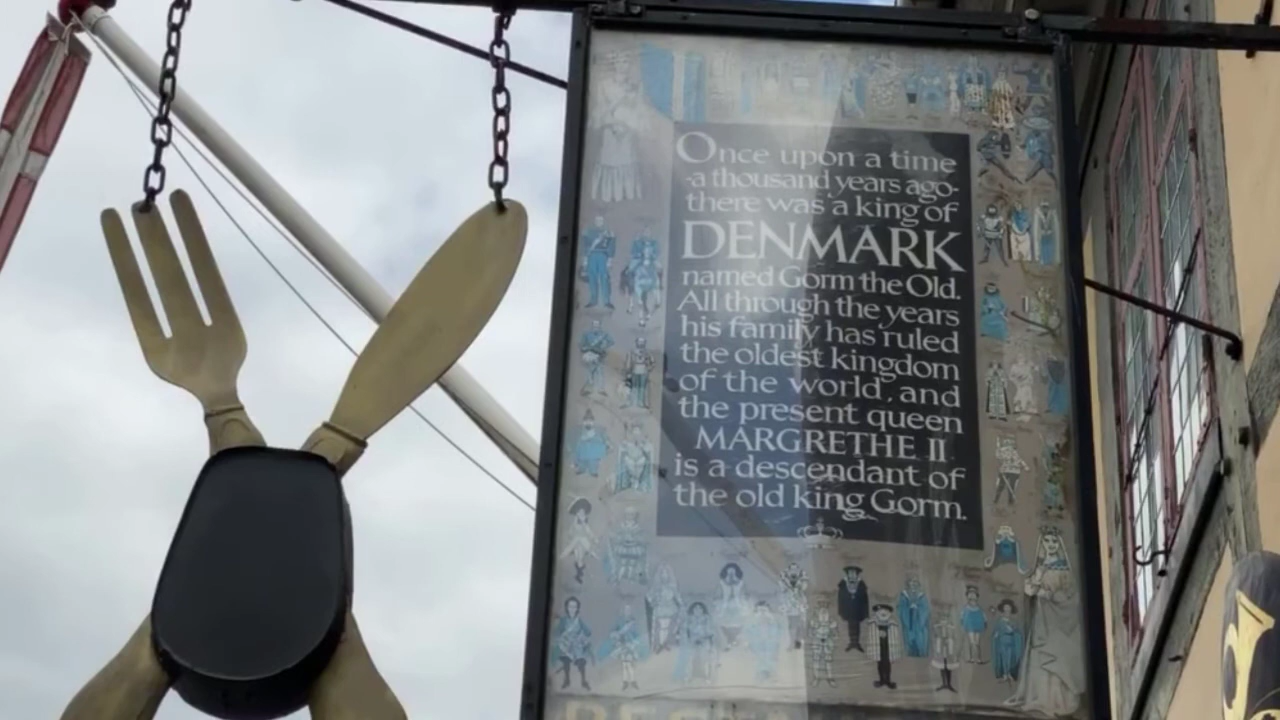 Once upon a time
-a thousand years ago-
there was a king of
DENMARK
named Gorm the Old.
All through the years
his family has ruled
the oldest kingdom
of the world, and
the present queen
MARGRETHE II
is a descendant of
the old king Gorm.